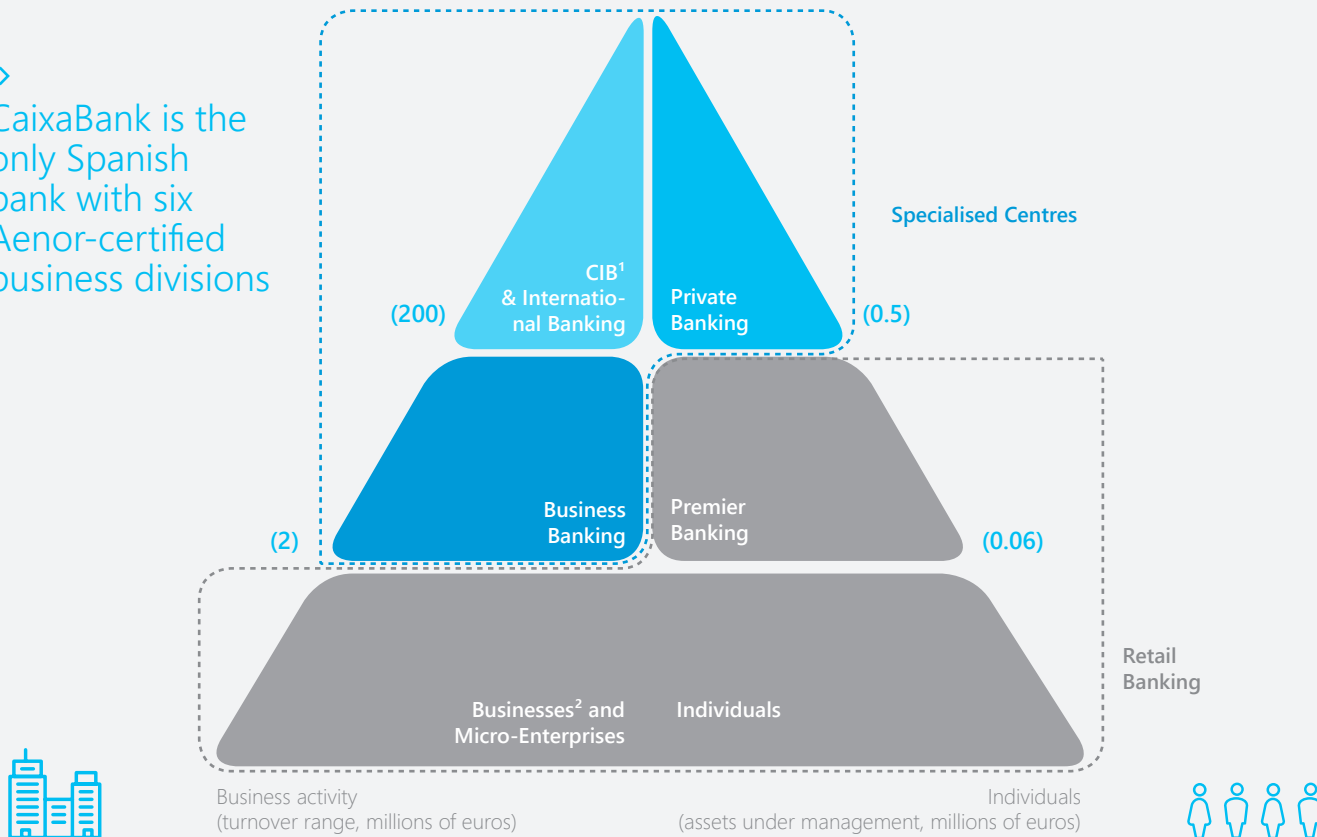 CaixaBank is the
only Spanish
bank with six
Aenor-certified
business divisions
Specialised Centres
CIB¹
& Internatio-
nal Banking
Private
Banking
(200)
(0.5)
Business
Banking
Premier
Banking
(2)
(0.06)
Retail
Banking
Businesses² and
Micro-Enterprises
Individuals
Business activity
(turnover range, millions of euros)
Individuals
(assets under management, millions of euros)